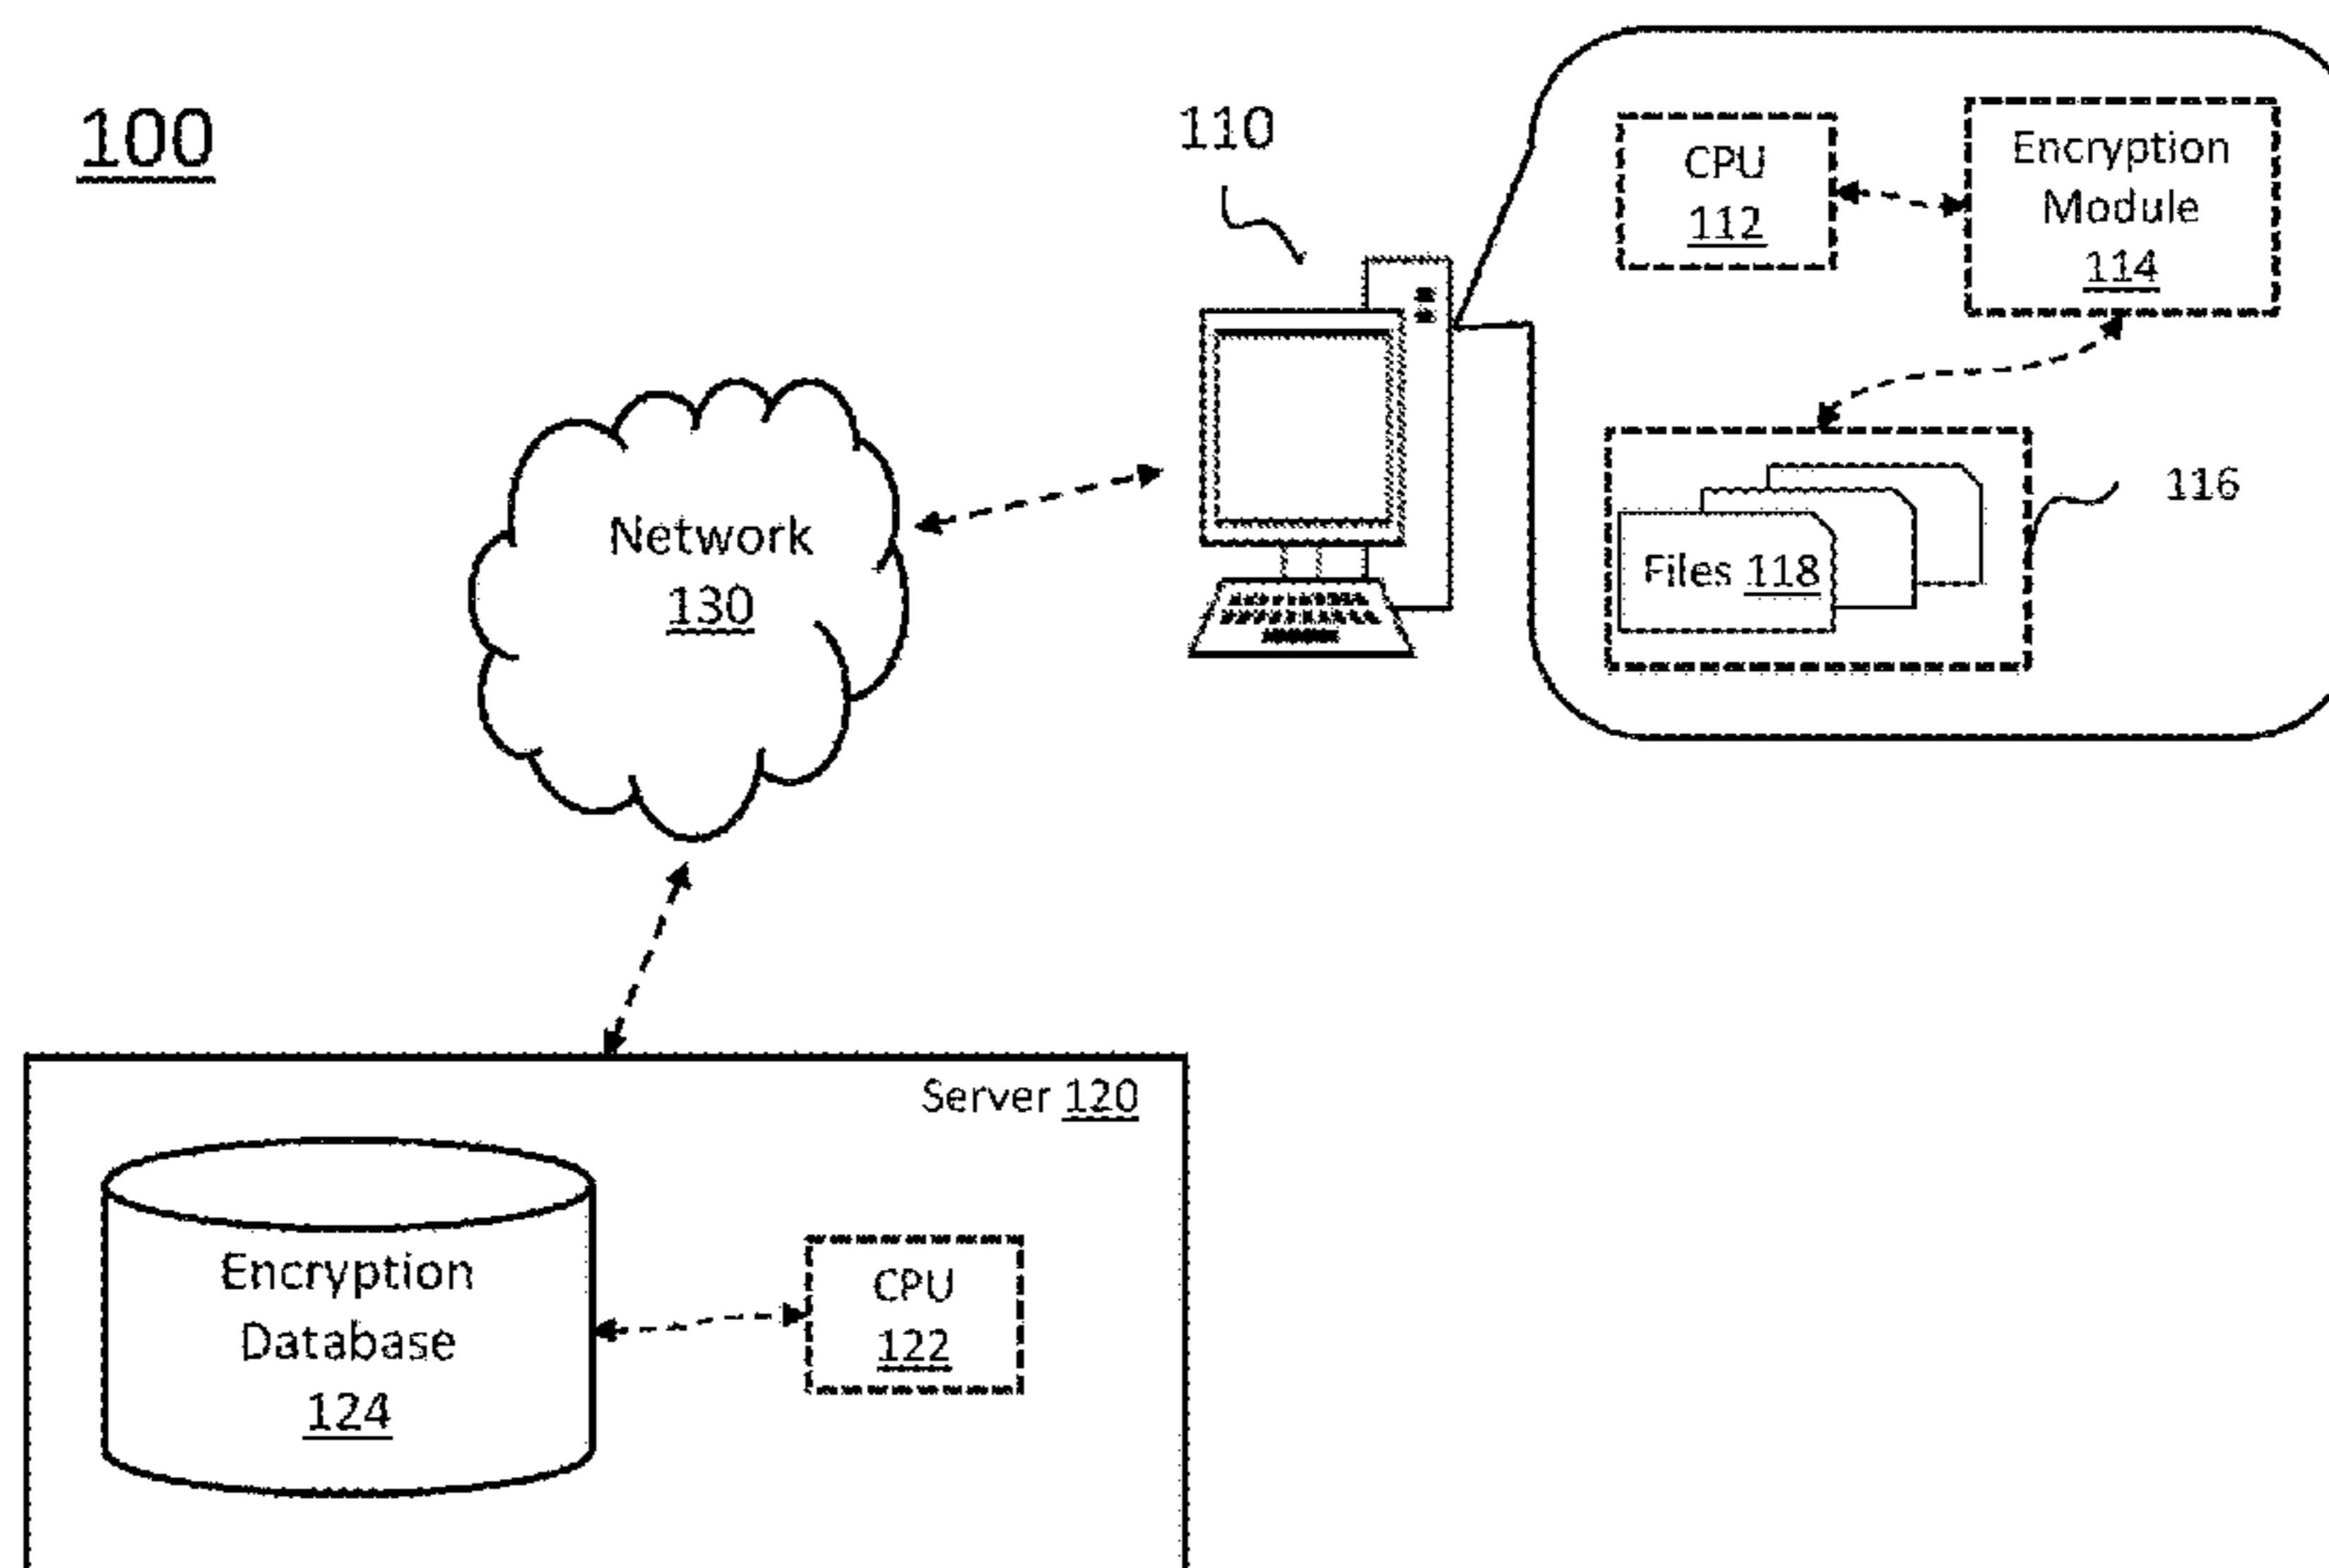 100
110
CPU
112
Encryption
Module
114
116
Files 118
Network
130
Server 120
Encryption
Database
124
CPU
122